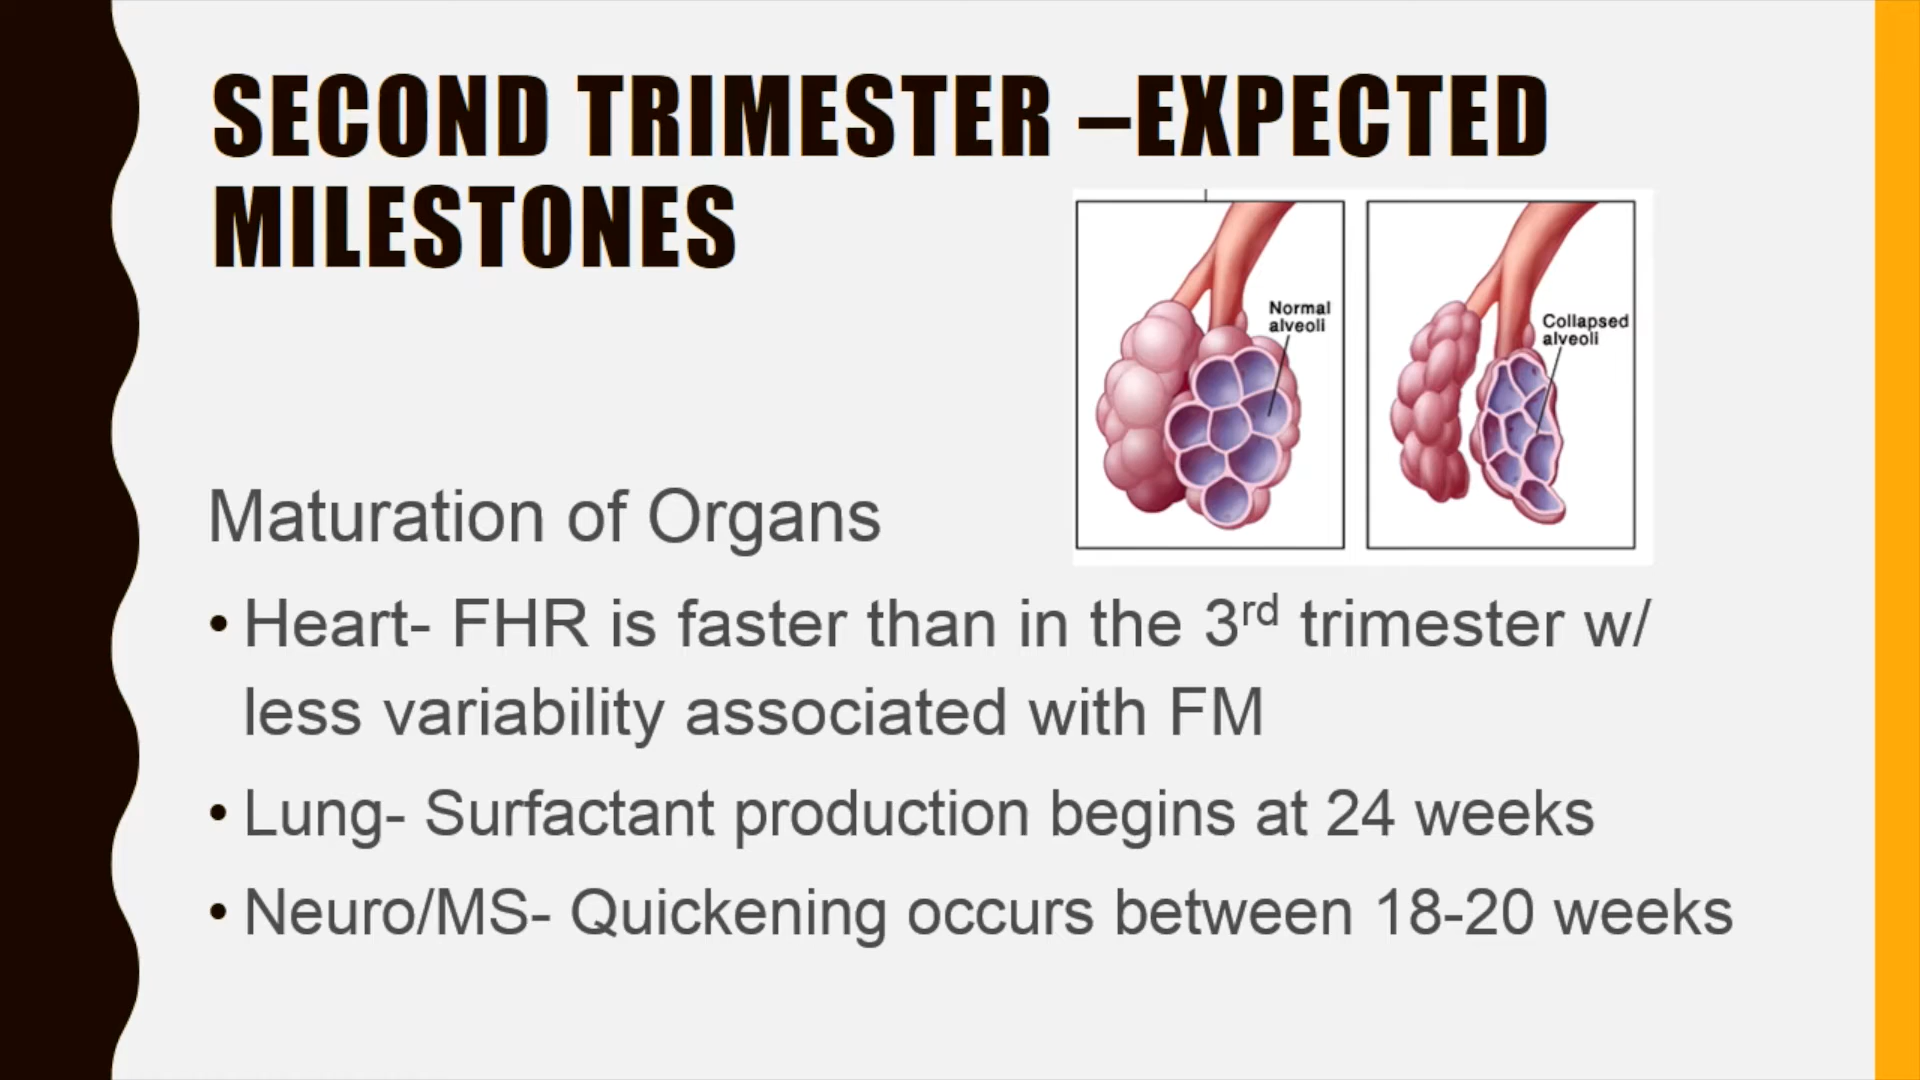 SECOND TRIMESTER –EXPECTED
MILESTONES
Normal
alveoli
Collapsed
alveoli
Maturation of Organs
• Heart- FHR is faster than in the 3rd trimester w/
less variability associated with FM
• Lung- Surfactant production begins at 24 weeks
• Neuro/MS- Quickening occurs between 18-20 weeks